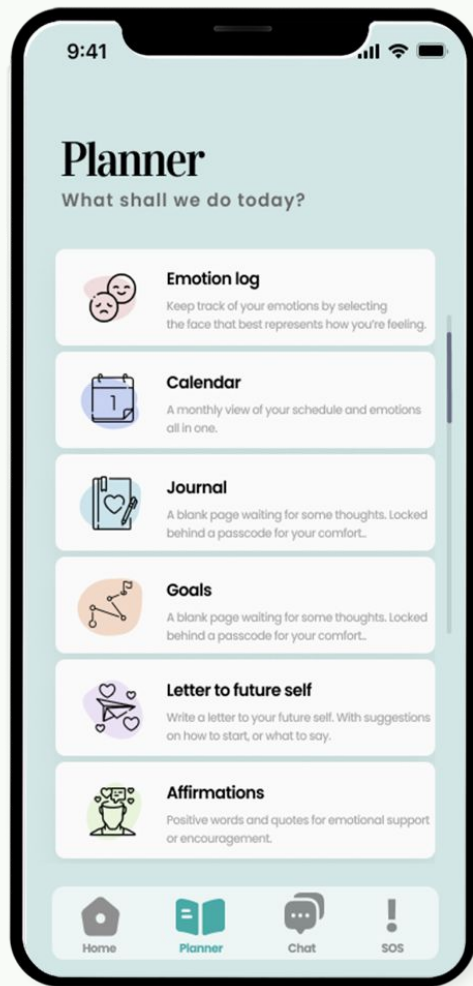 9:41
Planner
What shall we do today?
Emotion log
Keep track of your emotions by selecting
the face that best represents how you're feeling.
1
Calendar
A monthly view of your schedule and emotions
all in one.
Journal
A blank page waiting for some thoughts. Locked
behind a passcode for your comfort..
Goals
A blank page waiting for some thoughts. Locked
behind a passcode for your comfort..
Letter to future self
Write a letter to your future self. With suggestions
on how to start, or what to say.
Affirmations
Positive words and quotes for emotional support
or encouragement.
Home
Planner
Chat
SOS